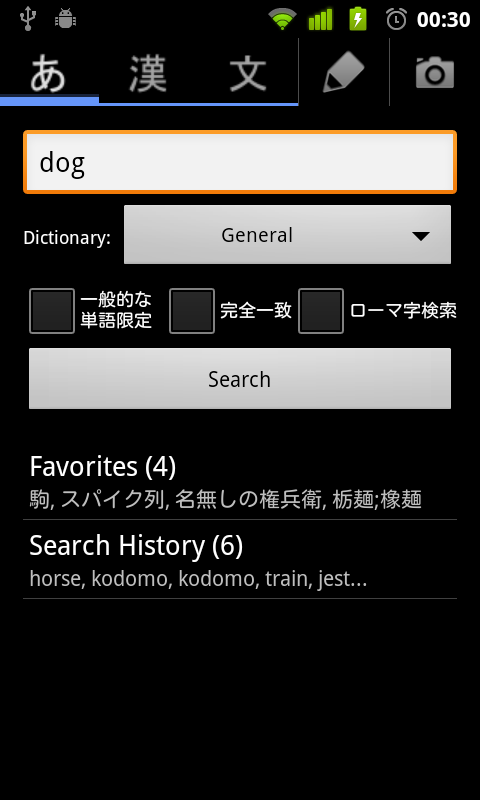 00:30
あ 漢 文
dog
Dictionary: General
一般的な
単語限定
完全一致
ローマ字検索
Search
Favorites (4)
駒, スパイク列, 名無しの権兵衛, 栃麺;橡麺
Search History (6)
horse, kodomo, kodomo, train, jest...